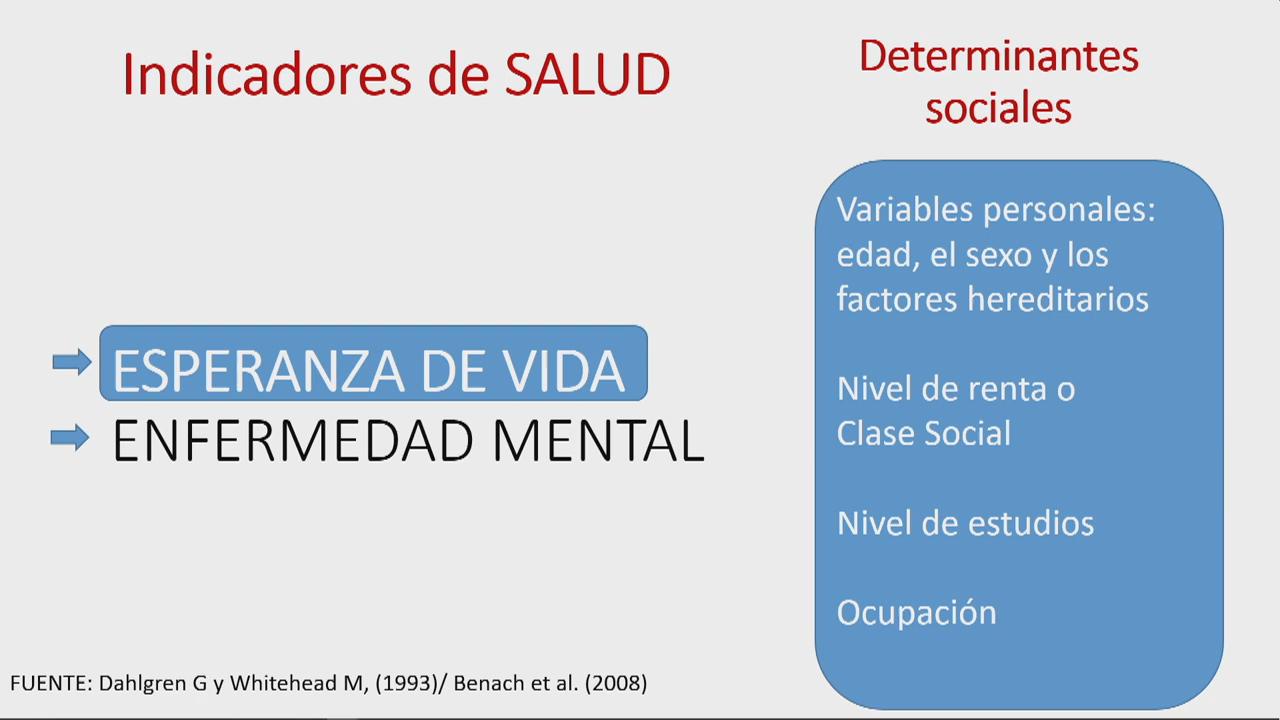 Indicadores de SALUD
ESPERANZA DE VIDA
ENFERMEDAD MENTAL
Determinantes
sociales
Variables personales:
edad, el sexo y los
factores hereditarios
Nivel de renta o
Clase Social
Nivel de estudios
Ocupación
FUENTE: Dahlgren G y Whitehead M, (1993)/ Benach et al. (2008)